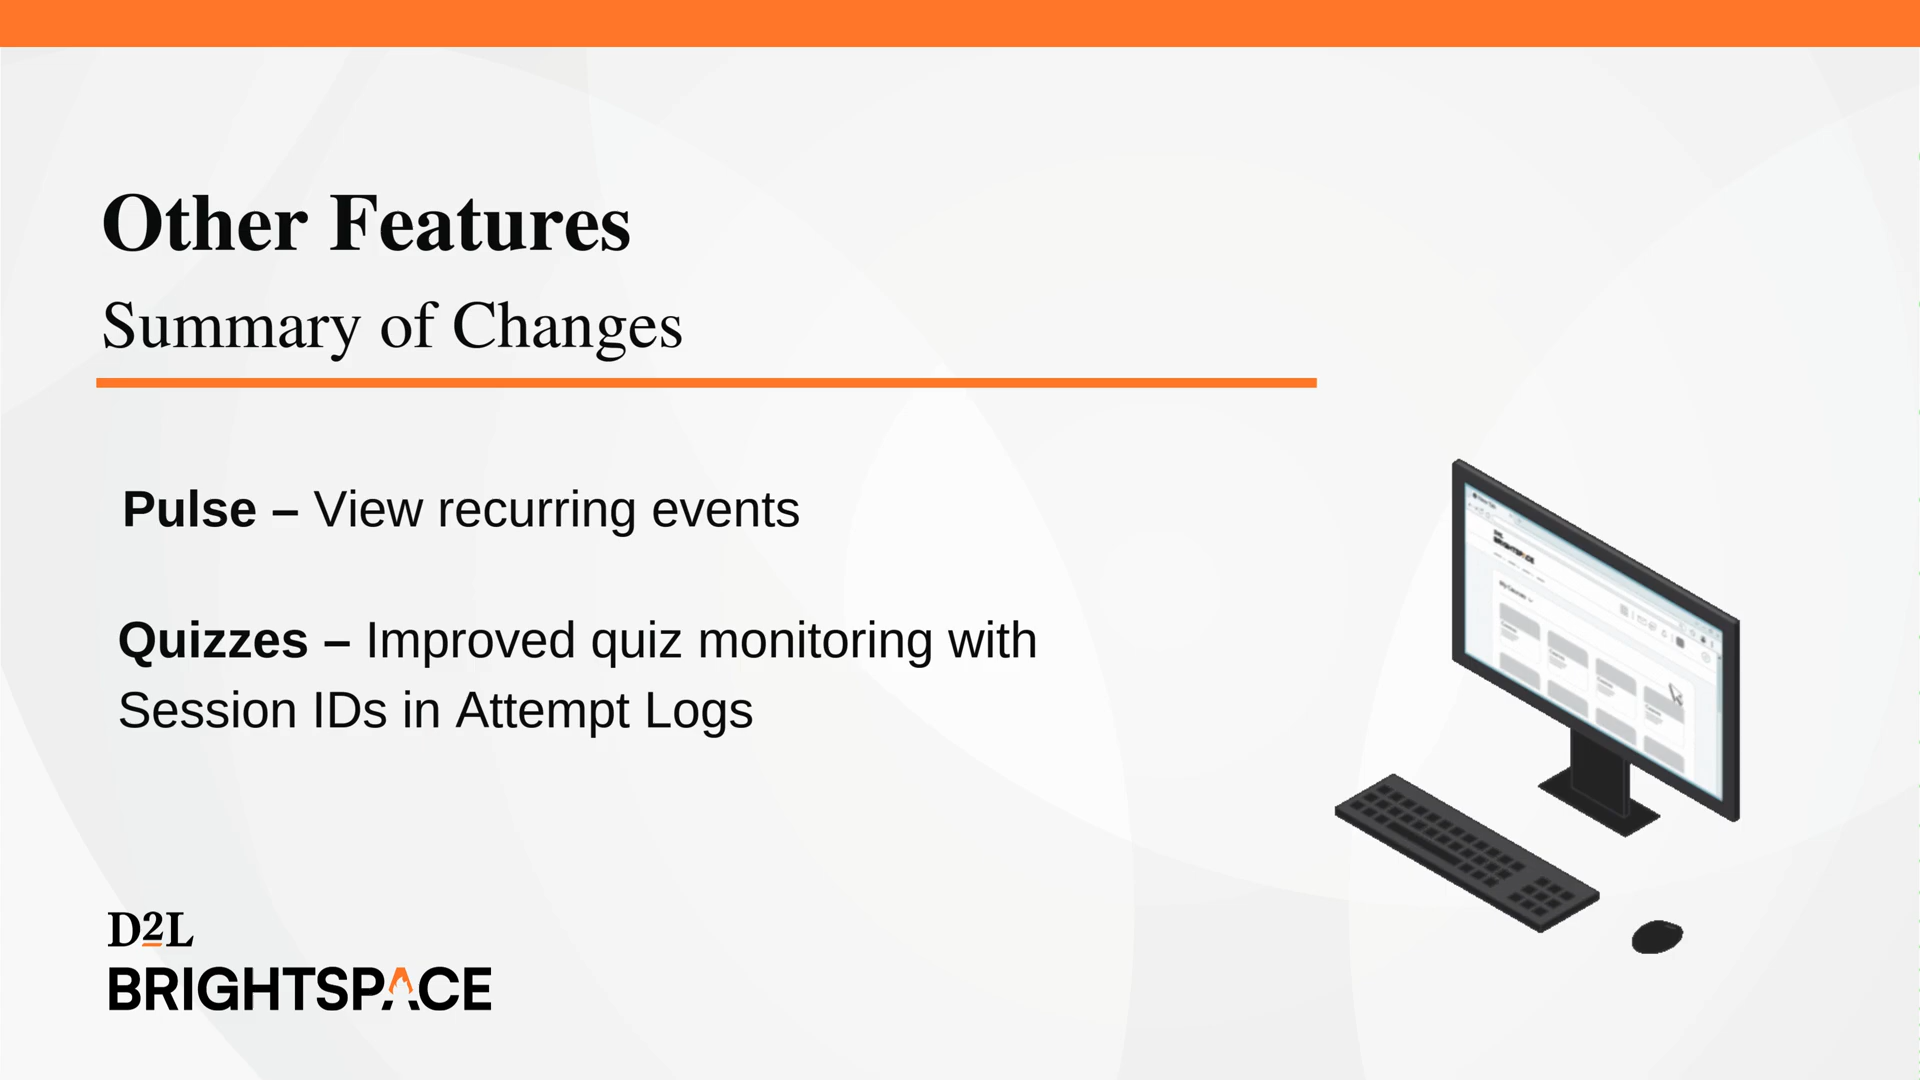 Other Features
Summary of Changes
Pulse – View recurring events
Quizzes – Improved quiz monitoring with
Session IDs in Attempt Logs
BRIGHTSPACE
D2L
BRIGHTSPACE